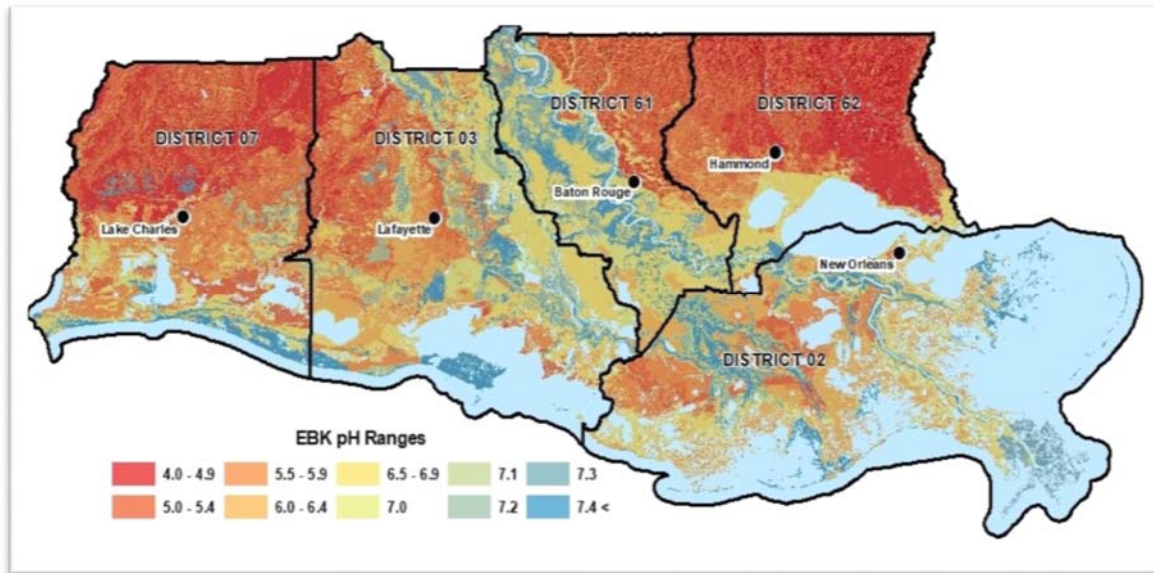 DISTRICT 07
DISTRICT 03
DISTRICT 61
DISTRICT 62
Hammond
Baton Rouge
Lake Charles
Lafayette
New Orleans
DISTRICT 02
EBK pH Ranges
4.0 - 4.9
5.5 - 5.9
6.5 - 6.9
7.1
7.3
5.0 - 5.4
6.0 - 6.4
7.0
7.2
7.4 <